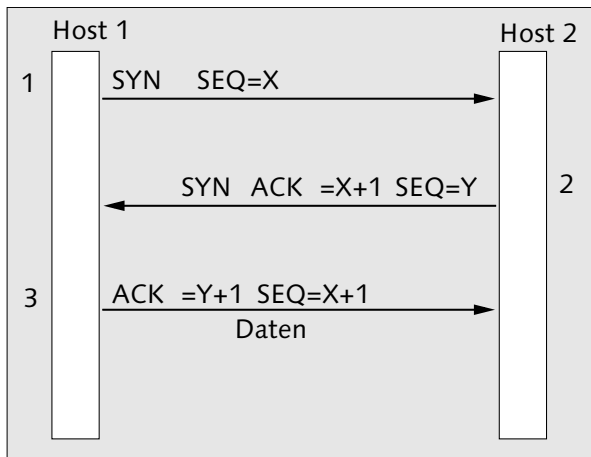 Host 1
Host 2
1
SYN SEQ=X
SYN ACK =X+1 SEQ=Y
2
3
ACK =Y+1 SEQ=X+1
Daten